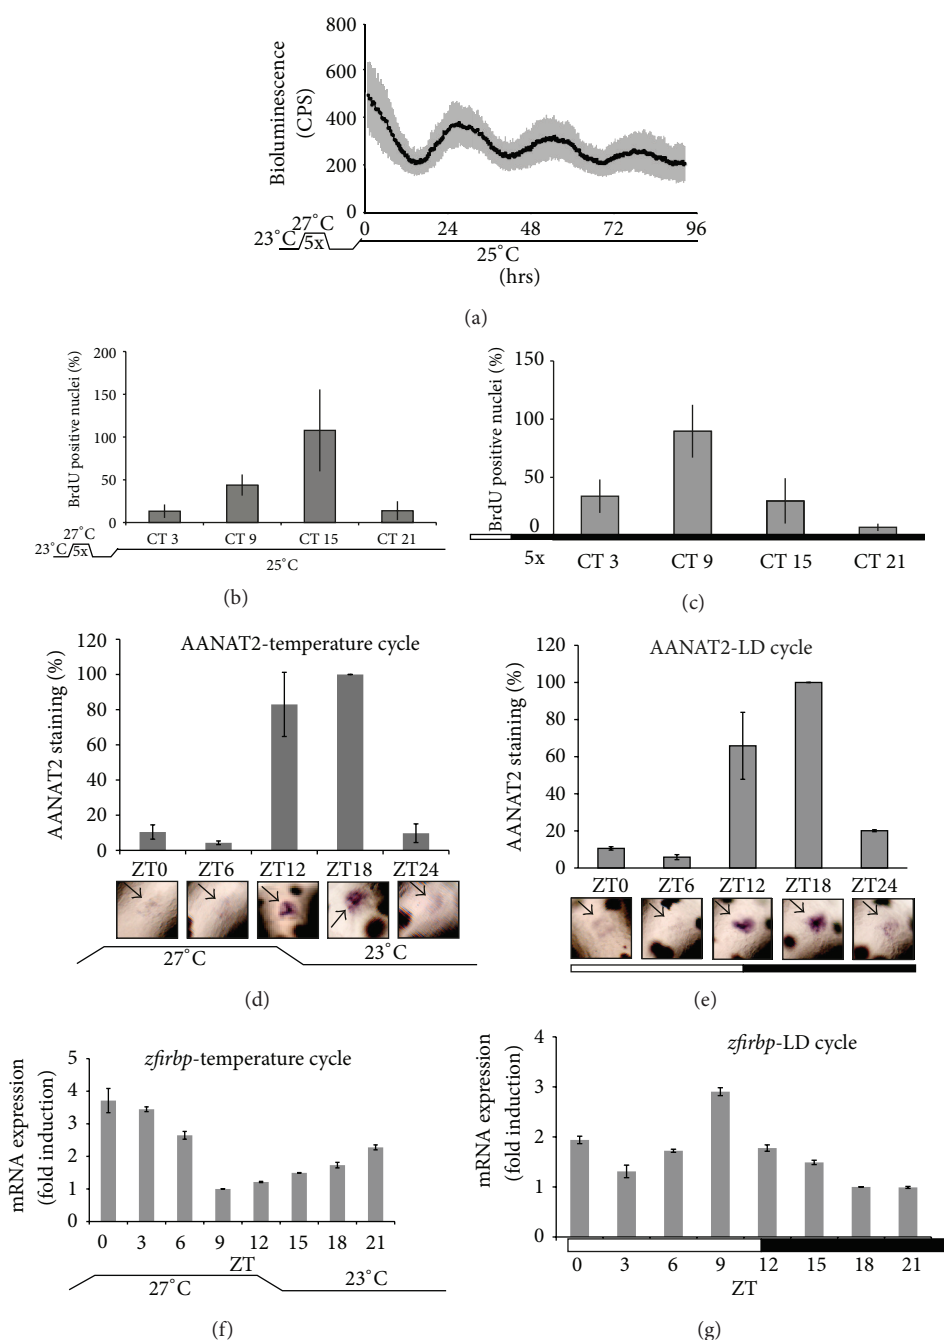 800
600
400
200
0
Bioluminescence
(CPS)
0 24 48 72 96
23°C 27°C 5x
25°C
(hrs)
(a)
200
150
100
50
0
BrdU positive nuclei (%)
CT 3 CT 9 CT 15 CT 21
27°C
23°C 5x
25°C
(b)
150
100
50
0
BrdU positive nuclei (%)
5x CT 3 CT 9 CT 15 CT 21
(c)
AANAT2-temperature cycle
120
100
80
60
40
20
0
AANAT2 staining (%)
ZT0 ZT6 ZT12 ZT18 ZT24
27°C 23°C
(d)
AANAT2-LD cycle
120
100
80
60
40
20
0
AANAT2 staining (%)
ZT0 ZT6 ZT12 ZT18 ZT24
(e)
zfirbp-temperature cycle
5
4
3
2
1
0
mRNA expression
(fold induction)
0 3 6 9 12 15 18 21
ZT
27°C 23°C
(f)
zfirbp-LD cycle
4
3
2
1
0
mRNA expression
(fold induction)
0 3 6 9 12 15 18 21
ZT
(g)